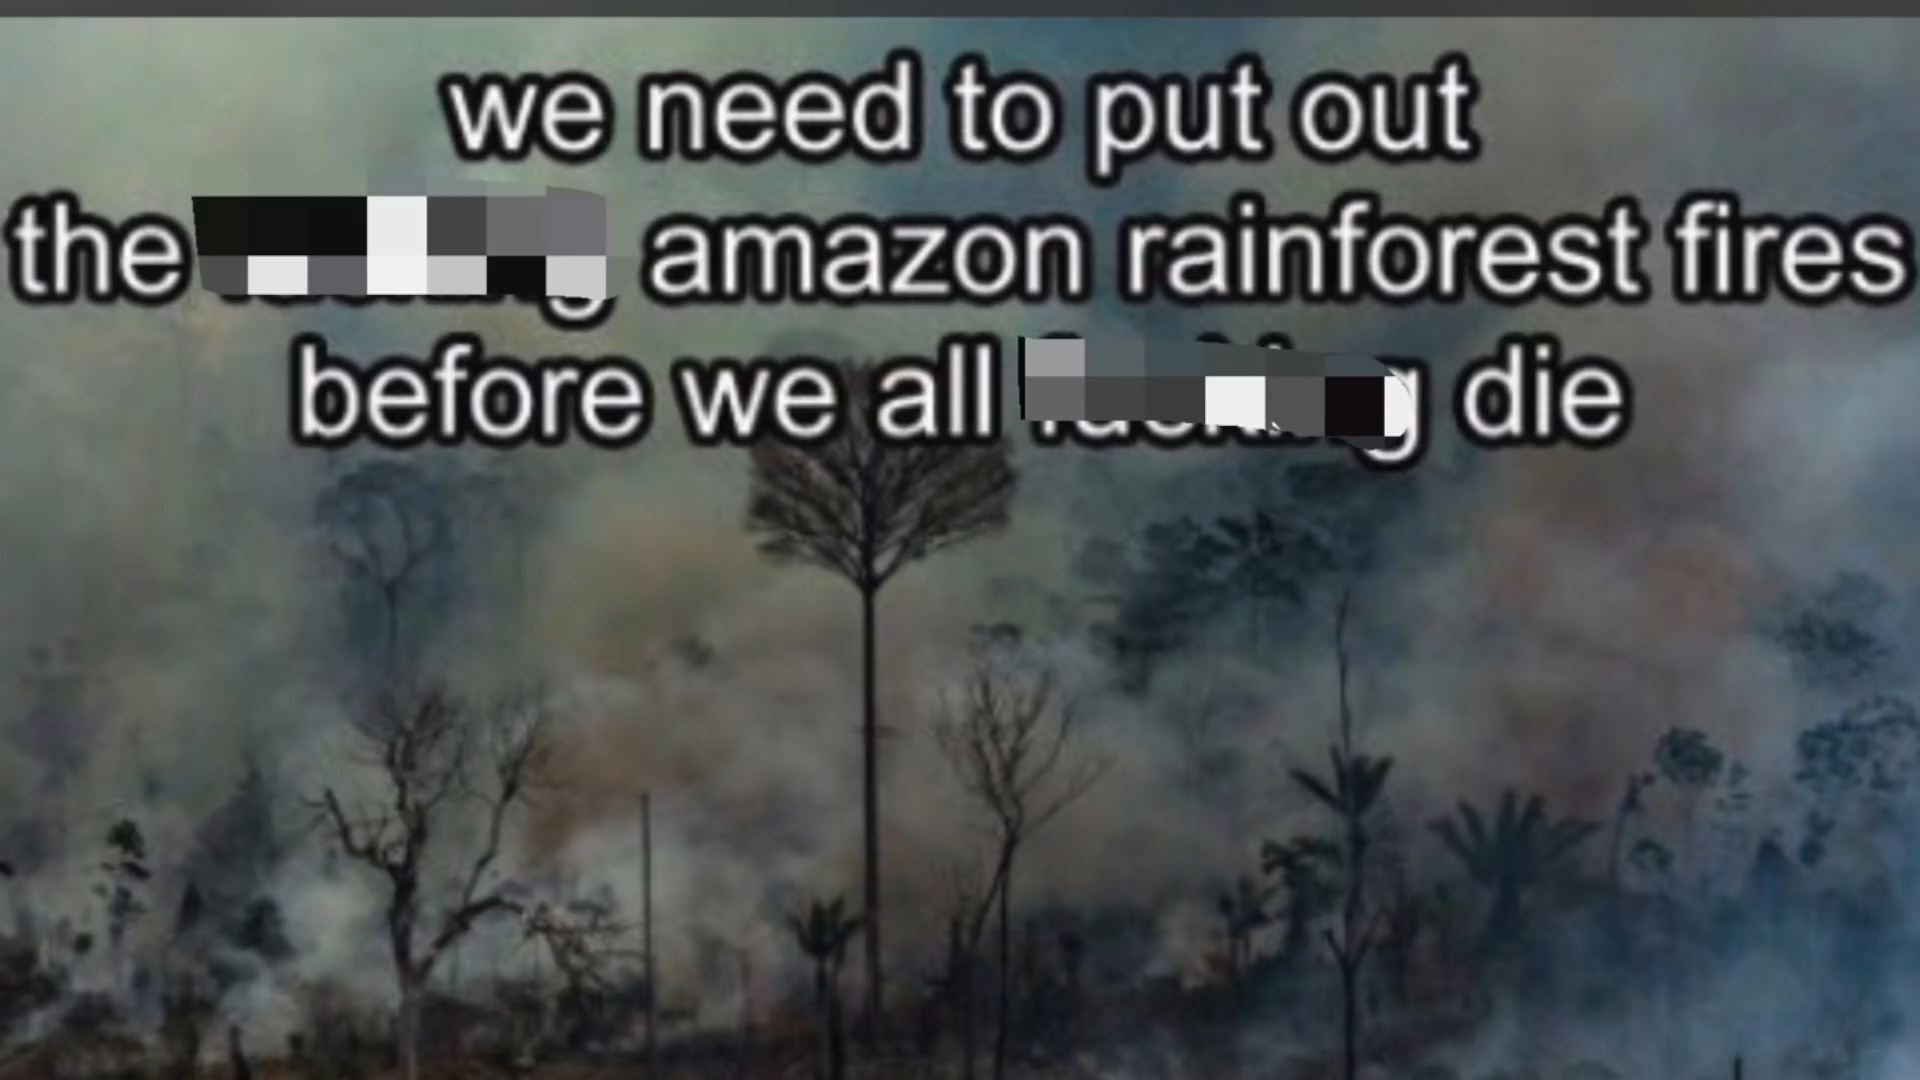 we need to put out
the amazon rainforest fires
before we all die